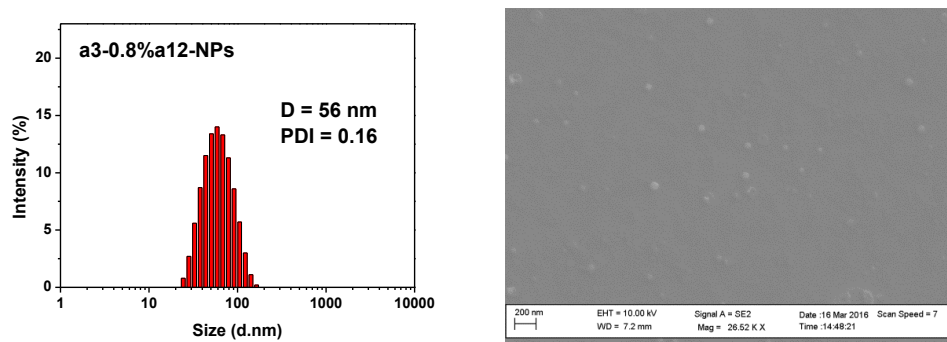 a3-0.8%a12-NPs
D = 56 nm
PDI = 0.16
Intensity (%)
20
15
10
5
0
1 10 100 1000 10000
Size (d.nm)
200 nm
EHT = 10.00 kV Signal A = SE2 Date :16 Mar 2016 Scan Speed = 7
WD = 7.2 mm Mag = 26.52 K X Time :14:48:21